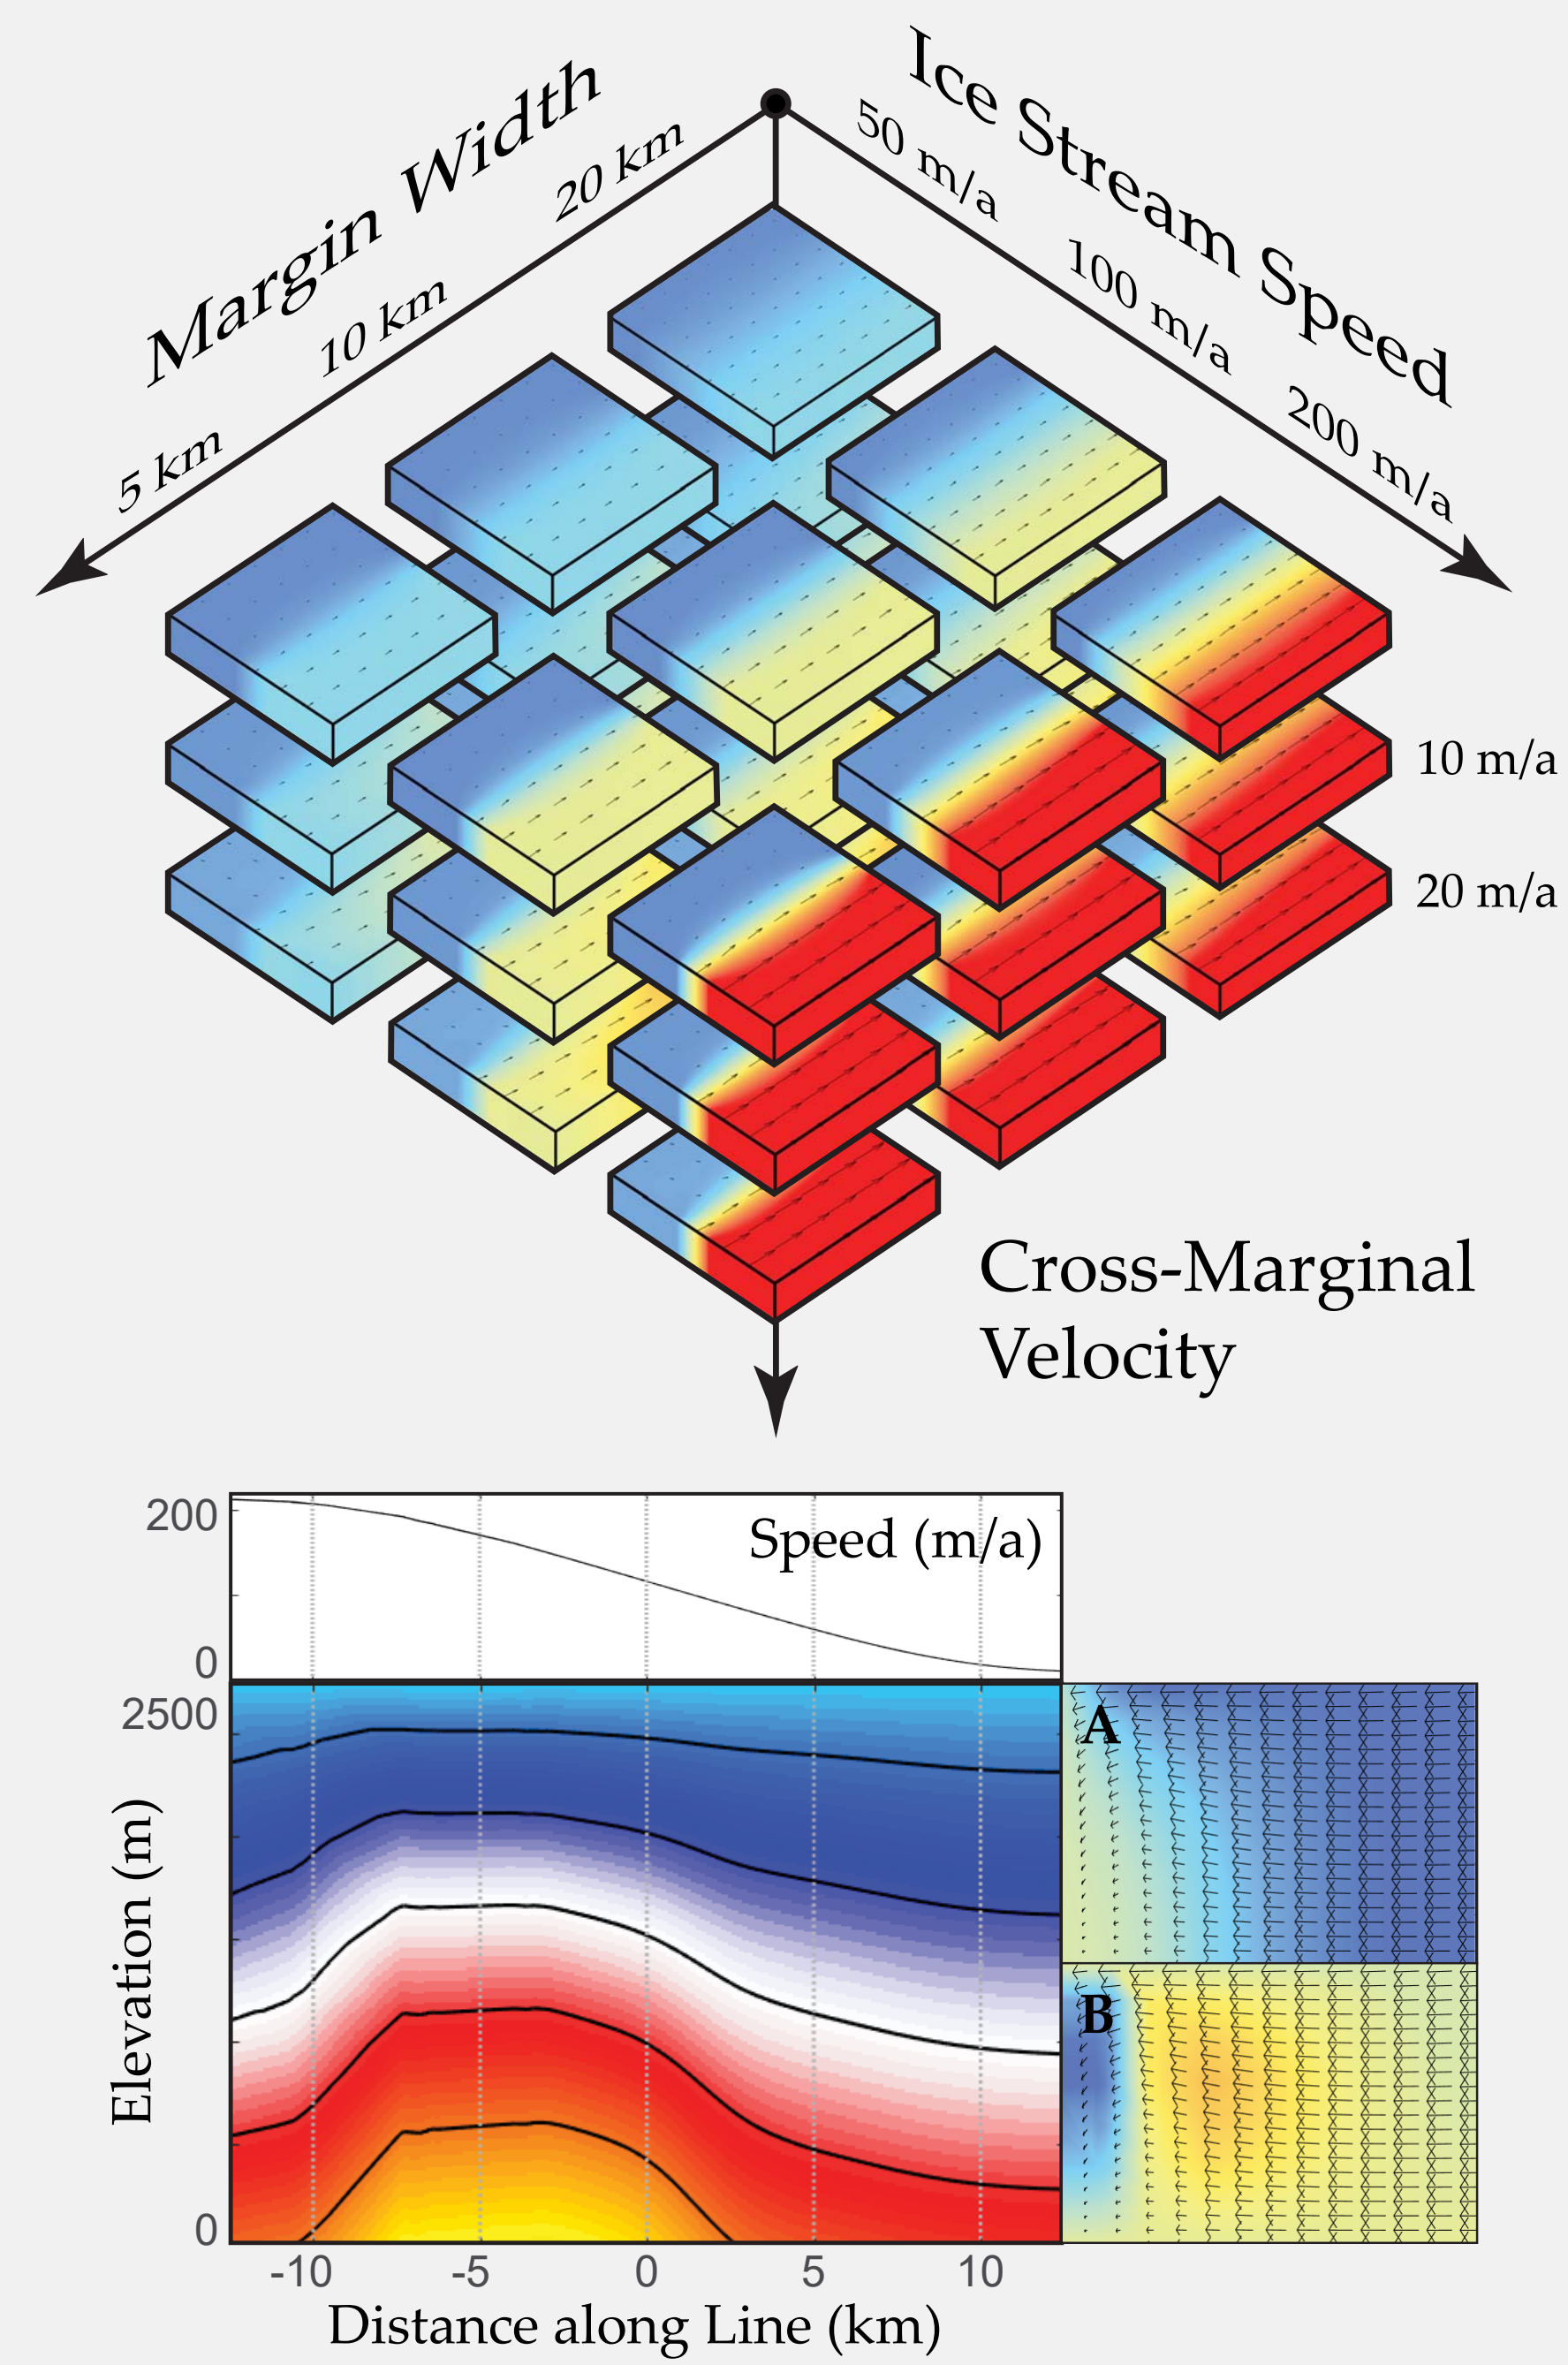 Margin Width
Ice Stream Speed
20 km
10 km
5 km
50 m/a
100 m/a
200 m/a
10 m/a
20 m/a
Cross-Marginal
Velocity
200
0
Speed (m/a)
2500
0
Elevation (m)
A
B
-10 -5 0 5 10
Distance along Line (km)